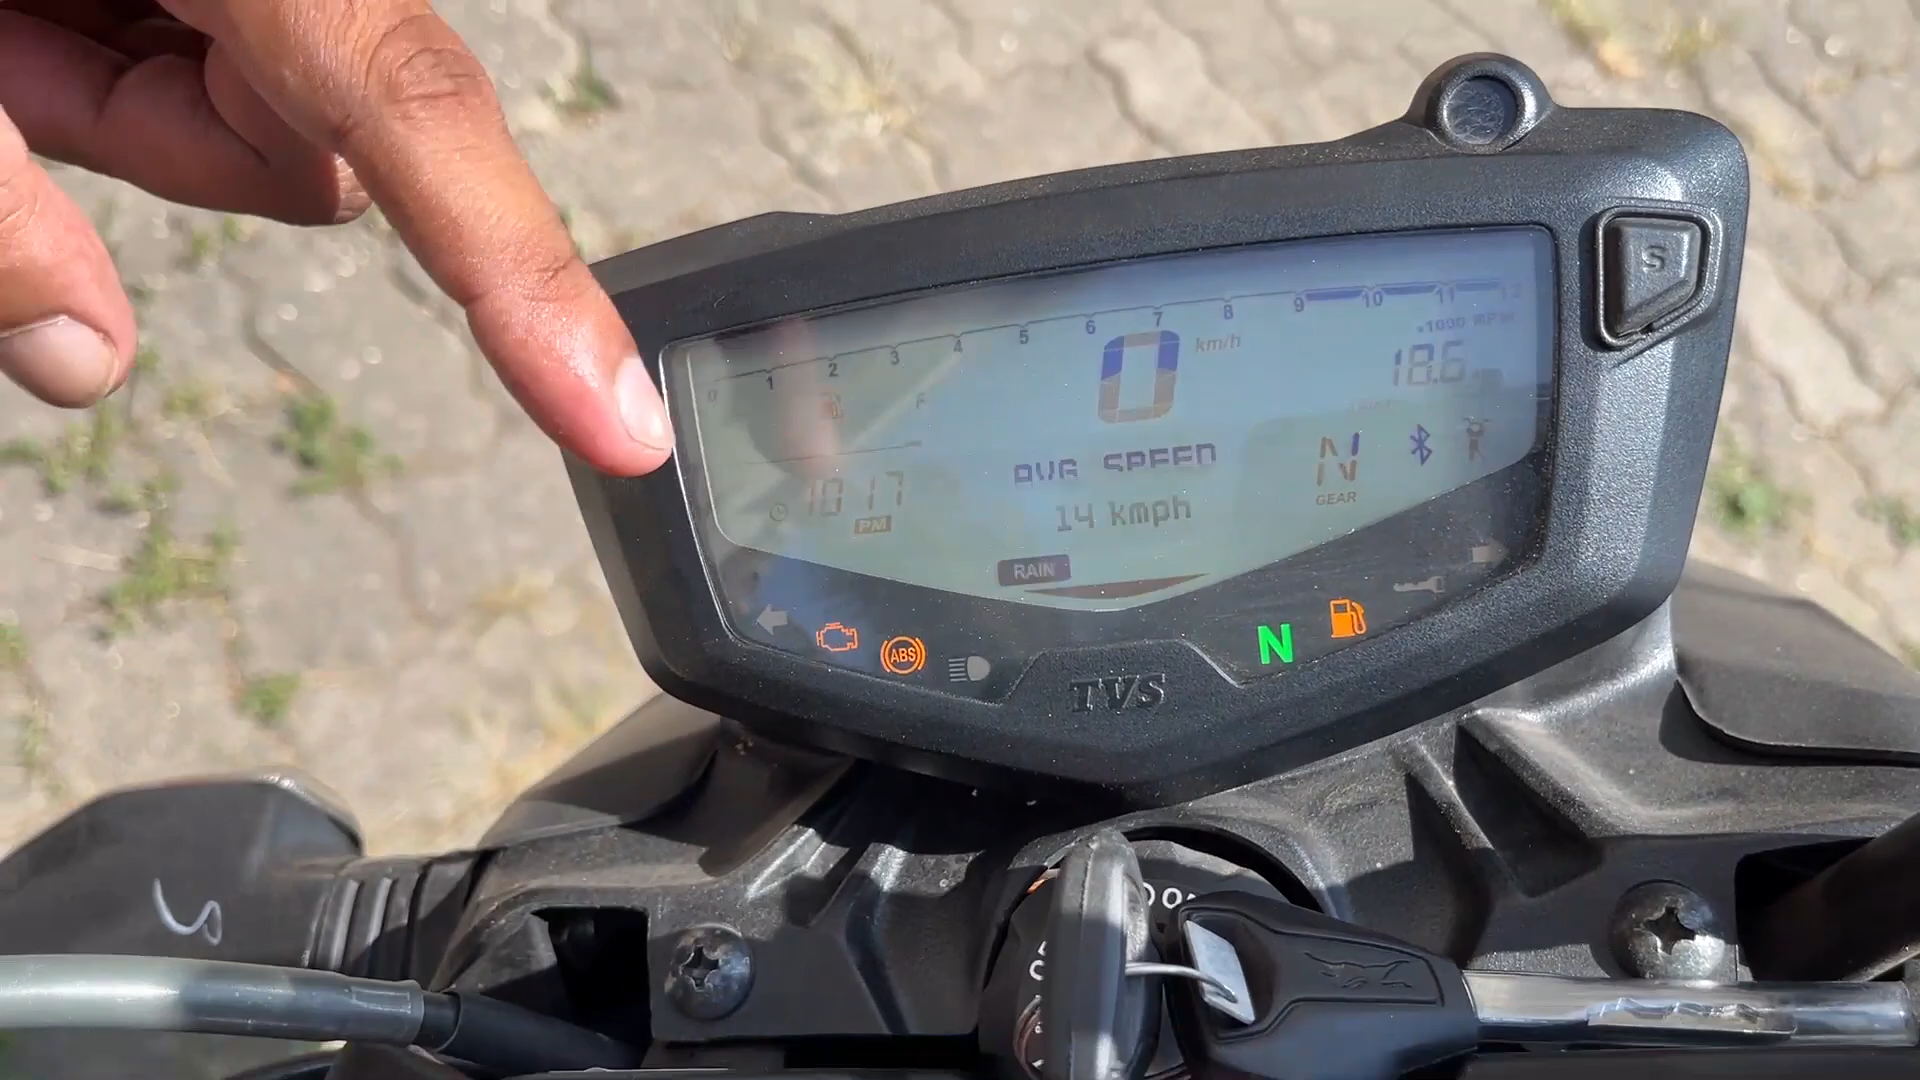 0 1 2 3 4 5 6 7 8 9 10 11 12
×1000 RPM
0 km/h
18.6
F
10 17
PM
AVG SPEED
14 kmph
N
GEAR
RAIN
ABS
N
TVS
S